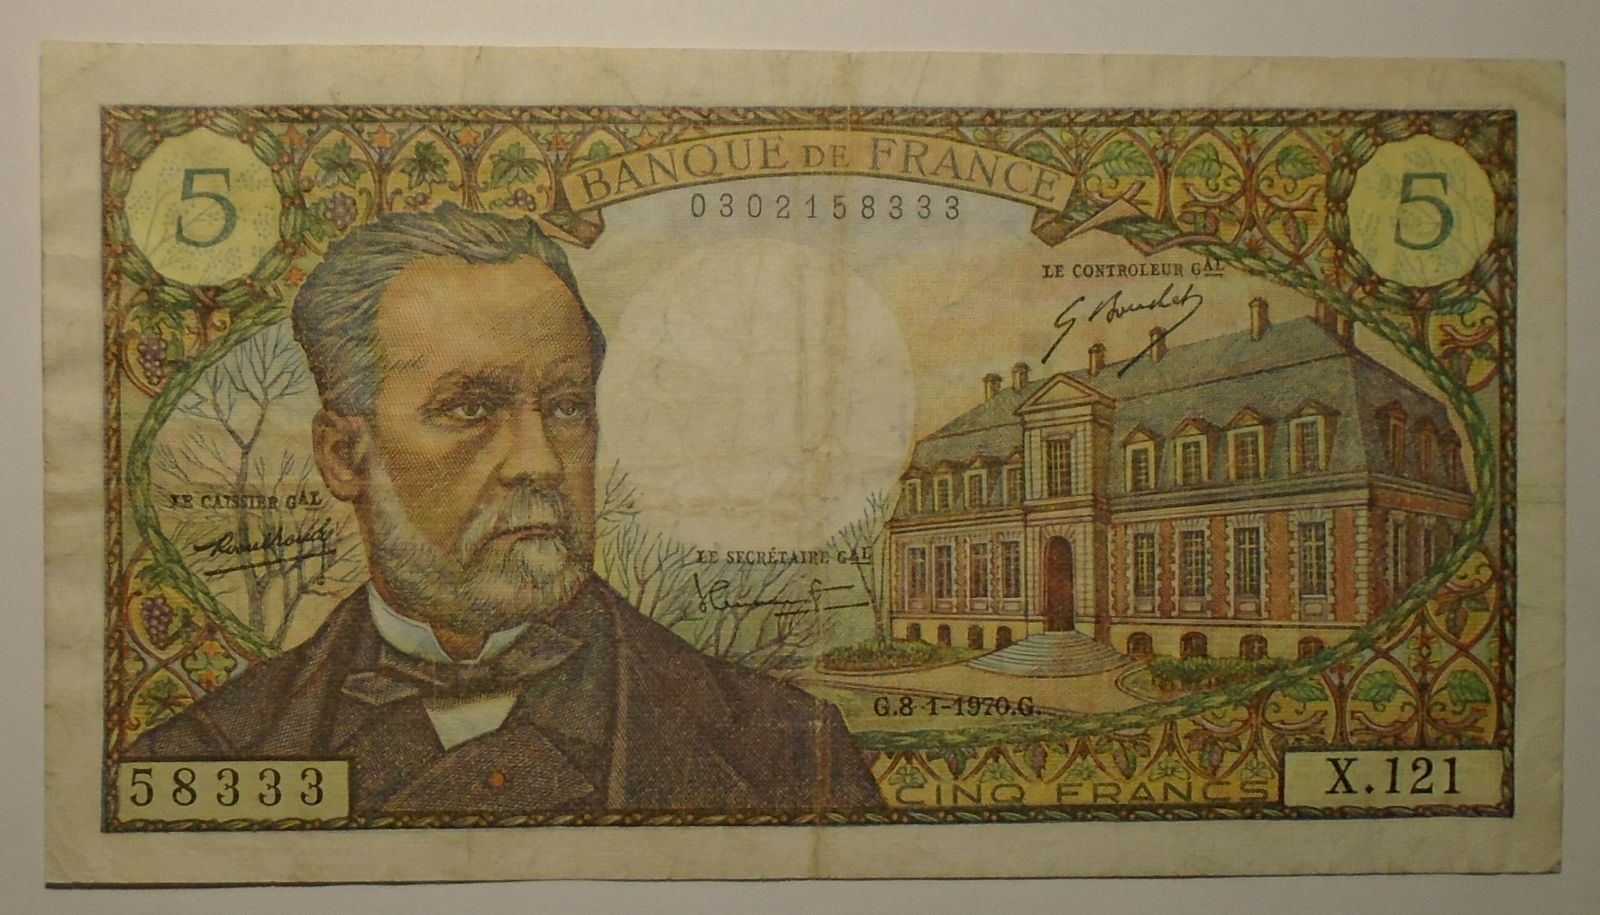 5
BANQUE DE FRANCE
5
0302158333
LE CONTROLEUR GAL
G Bouchet
LE CAISSIER GAL
LE SECRÉTAIRE GAL
G.8-1-1970.G.
58333
CINQ FRANCS
X.121